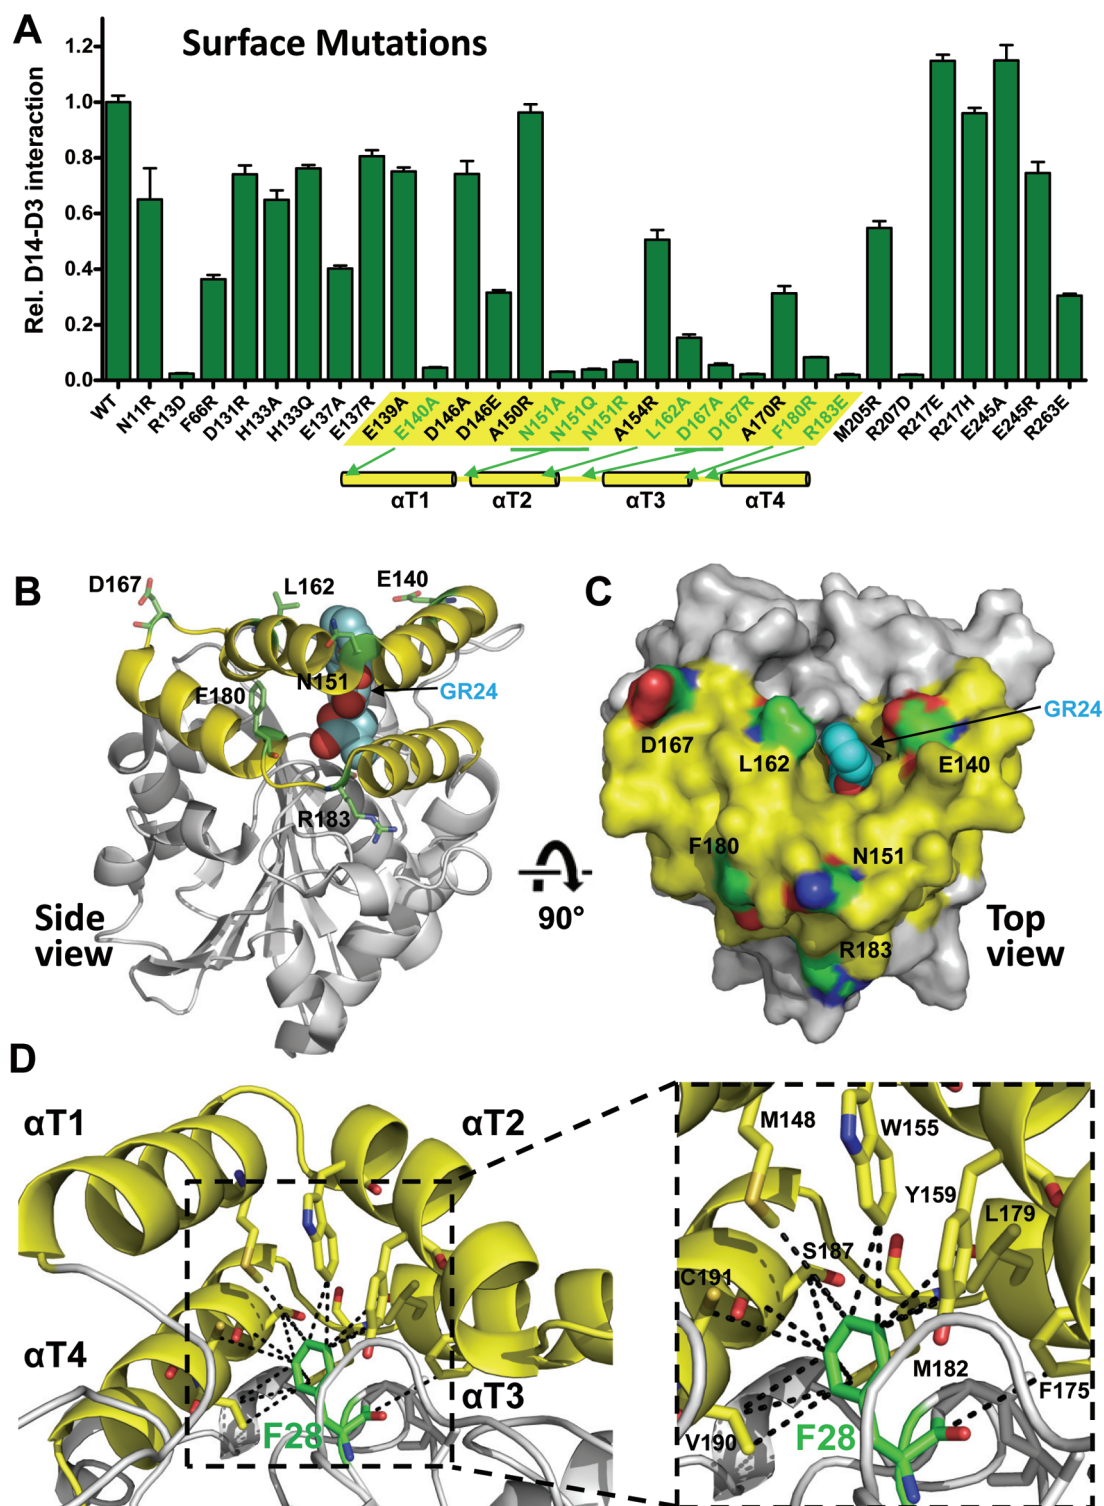 A
Surface Mutations
Rel. D14-D3 interaction
1.2
1.0
0.8
0.6
0.4
0.2
0.0
WT
N11R
R13D
F66R
D131R
H133A
H133Q
E137A
E137R
E139A
E140A
D146A
D146E
A150R
N151A
N151Q
N151R
A154R
L162A
D167A
D167R
A170R
F180R
R183E
M205R
R207D
R217E
R217H
E245A
E245R
R263E
αT1
αT2
αT3
αT4
B
D167
L162
E140
F180
N151
GR24
R183
Side
view
90°
C
GR24
D167
L162
E140
F180
N151
R183
Top
view
D
αT1
αT2
αT4
αT3
F28
M148
W155
Y159
L179
S187
C191
M182
F175
V190
F28